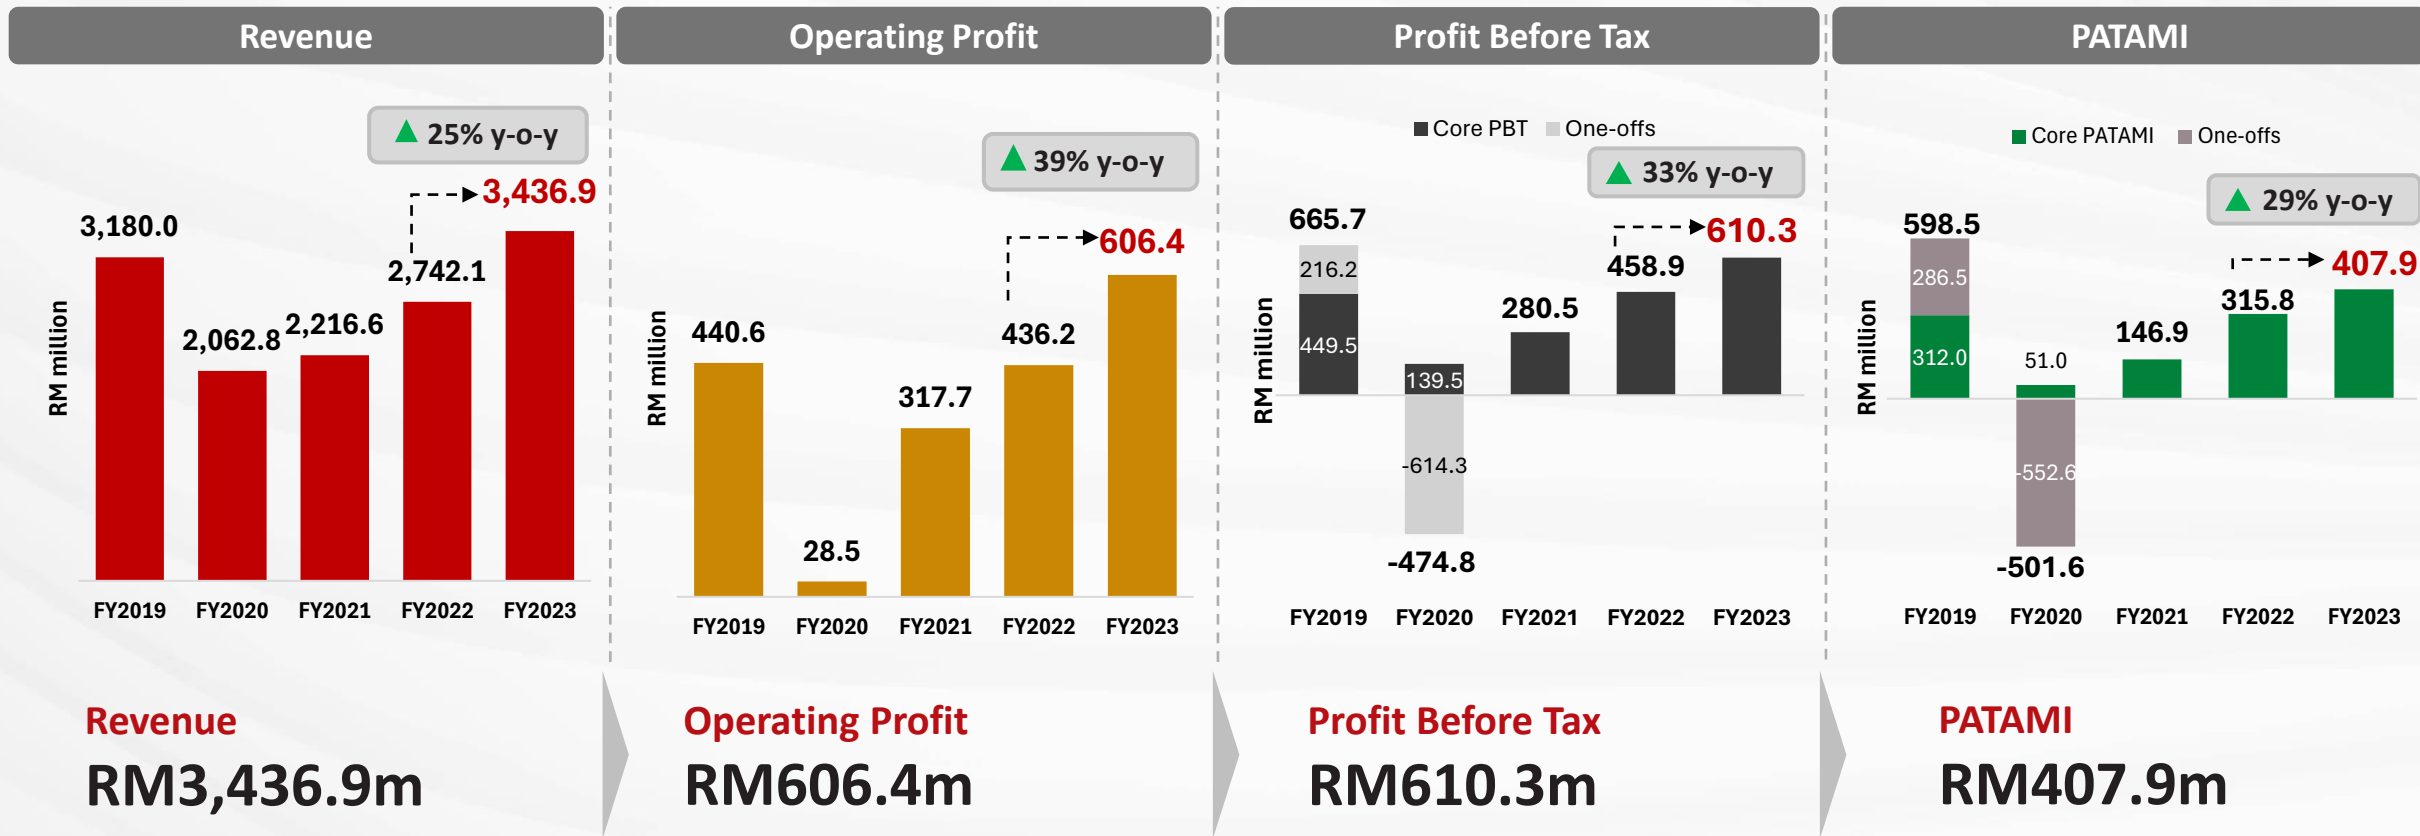 Revenue
25% y-o-y
3,436.9
3,180.0
2,742.1
2,216.6
2,062.8
RM million
FY2019 FY2020 FY2021 FY2022 FY2023
Revenue
RM3,436.9m
Operating Profit
39% y-o-y
606.4
440.6
436.2
317.7
28.5
RM million
FY2019 FY2020 FY2021 FY2022 FY2023
Operating Profit
RM606.4m
Profit Before Tax
Core PBT One-offs
33% y-o-y
665.7
610.3
216.2
458.9
280.5
449.5
139.5
-614.3
-474.8
RM million
FY2019 FY2020 FY2021 FY2022 FY2023
Profit Before Tax
RM610.3m
PATAMI
Core PATAMI One-offs
29% y-o-y
598.5
407.9
286.5
315.8
146.9
312.0
51.0
-552.6
-501.6
RM million
FY2019 FY2020 FY2021 FY2022 FY2023
PATAMI
RM407.9m